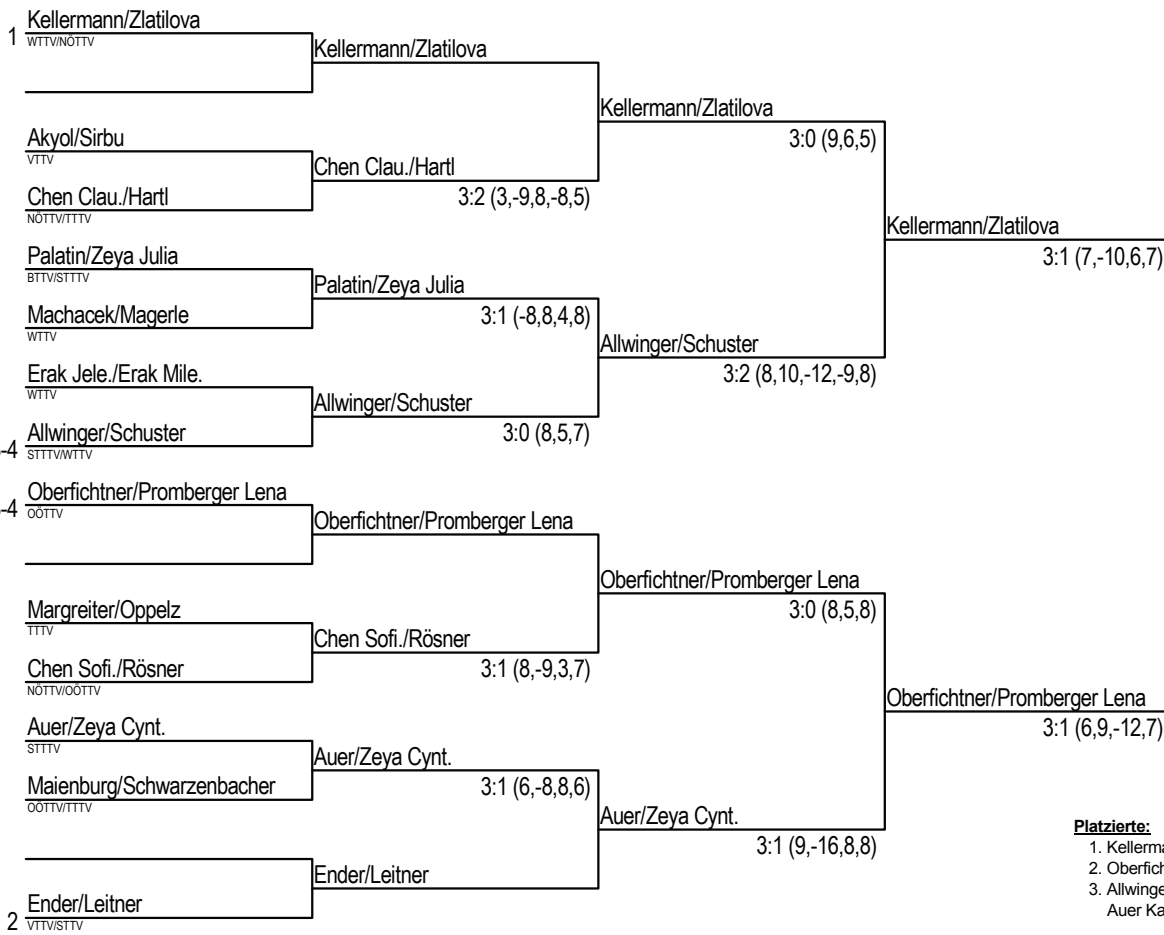 1 Kellermann/Zlatilova
WTTV/NÖTTV
Akyol/Sirbu
VTTV
Chen Clau./Hartl
NÖTTV/TTTV
Palatin/Zeya Julia
BTTV/STTTV
Machacek/Magerle
WTTV
Erak Jele./Erak Mile.
WTTV
-4 Allwinger/Schuster
STTTV/WTTV
-4 Oberfichtner/Promberger Lena
OÖTTV
Margreiter/Oppelz
TTTV
Chen Sofi./Rösner
NÖTTV/OÖTTV
Auer/Zeya Cynt.
STTTV
Maienburg/Schwarzenbacher
OÖTTV/TTTV
2 Ender/Leitner
VTTV/STTV
Kellermann/Zlatilova
Chen Clau./Hartl
3:2 (3,-9,8,-8,5)
Palatin/Zeya Julia
3:1 (-8,8,4,8)
Allwinger/Schuster
3:0 (8,5,7)
Oberfichtner/Promberger Lena
Chen Sofi./Rösner
3:1 (8,-9,3,7)
Auer/Zeya Cynt.
3:1 (6,-8,8,6)
Ender/Leitner
Kellermann/Zlatilova
3:0 (9,6,5)
Allwinger/Schuster
3:2 (8,10,-12,-9,8)
Oberfichtner/Promberger Lena
3:0 (8,5,8)
Auer/Zeya Cynt.
3:1 (9,-16,8,8)
Kellermann/Zlatilova
3:1 (7,-10,6,7)
Oberfichtner/Promberger Lena
3:1 (6,9,-12,7)
Platzierte:
1. Kellerma
2. Oberfich
3. Allwinge
Auer Ka